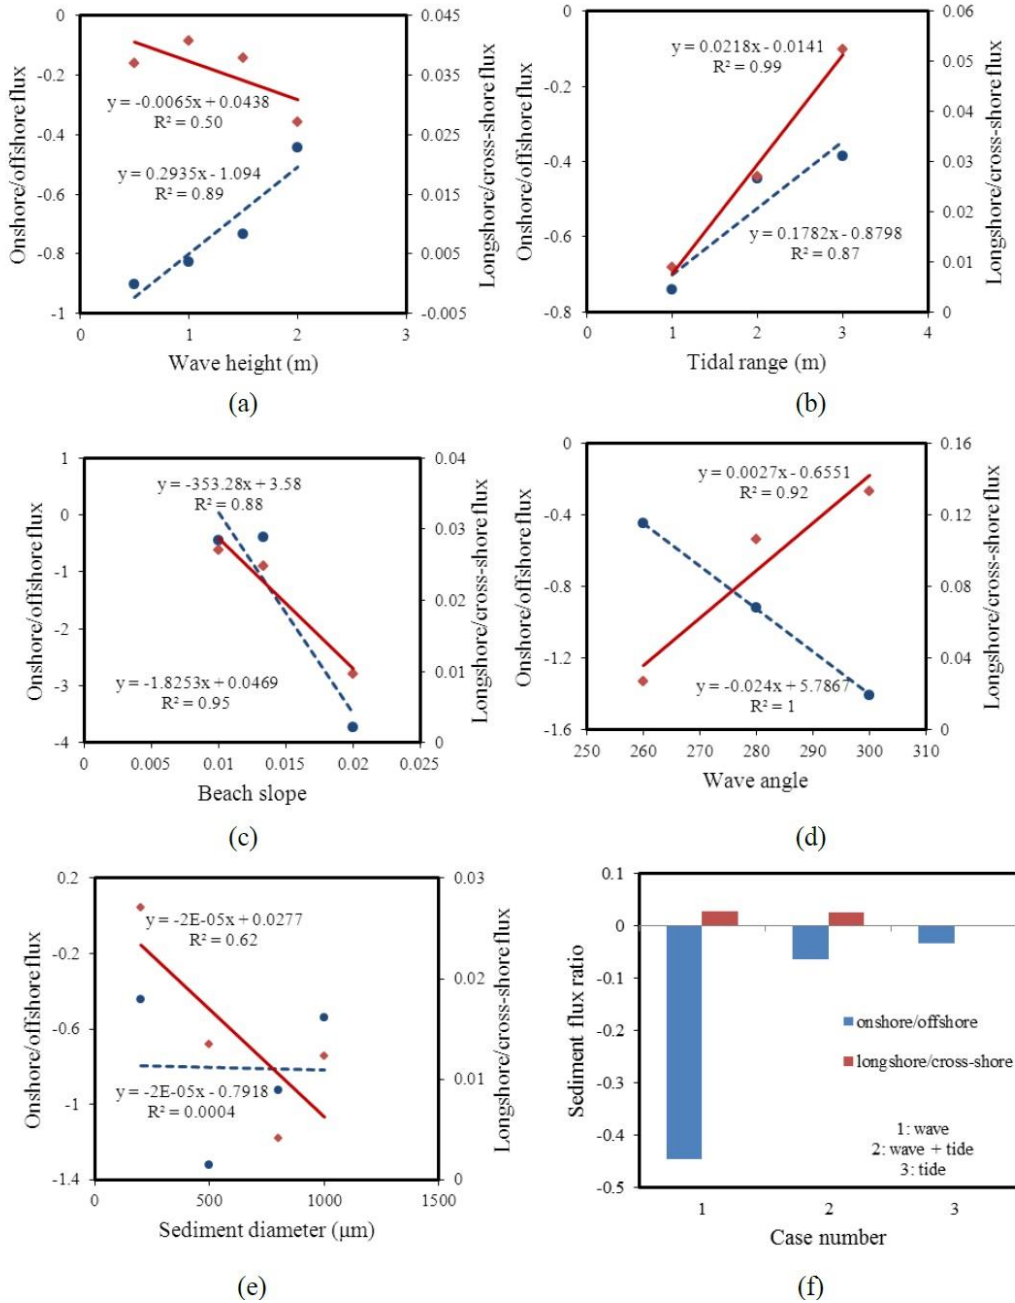 0
-0.2
-0.4
-0.6
-0.8
-1
Onshore/offshore flux
0.045
0.035
0.025
0.015
0.005
-0.005
Longshore/cross-shore flux
y = -0.0065x + 0.0438
R² = 0.50
y = 0.2935x - 1.094
R² = 0.89
0 1 2 3
Wave height (m)
(a)
0
-0.2
-0.4
-0.6
-0.8
Onshore/offshore flux
0.06
0.05
0.04
0.03
0.02
0.01
0
Longshore/cross-shore flux
y = 0.0218x - 0.0141
R² = 0.99
y = 0.1782x - 0.8798
R² = 0.87
0 1 2 3 4
Tidal range (m)
(b)
1
0
-1
-2
-3
-4
Onshore/offshore flux
0.04
0.03
0.02
0.01
0
Longshore/cross-shore flux
y = -353.28x + 3.58
R² = 0.88
y = -1.8253x + 0.0469
R² = 0.95
0 0.005 0.01 0.015 0.02 0.025
Beach slope
(c)
0
-0.4
-0.8
-1.2
-1.6
Onshore/offshore flux
0.16
0.12
0.08
0.04
0
Longshore/cross-shore flux
y = 0.0027x - 0.6551
R² = 0.92
y = -0.024x + 5.7867
R² = 1
250 260 270 280 290 300 310
Wave angle
(d)
0.2
-0.2
-0.6
-1
-1.4
Onshore/offshore flux
0.03
0.02
0.01
0
Longshore/cross-shore flux
y = -2E-05x + 0.0277
R² = 0.62
y = -2E-05x - 0.7918
R² = 0.0004
0 500 1000 1500
Sediment diameter (μm)
(e)
0.1
0
-0.1
-0.2
-0.3
-0.4
-0.5
Sediment flux ratio
onshore/offshore
longshore/cross-shore
1: wave
2: wave + tide
3: tide
1 2 3
Case number
(f)